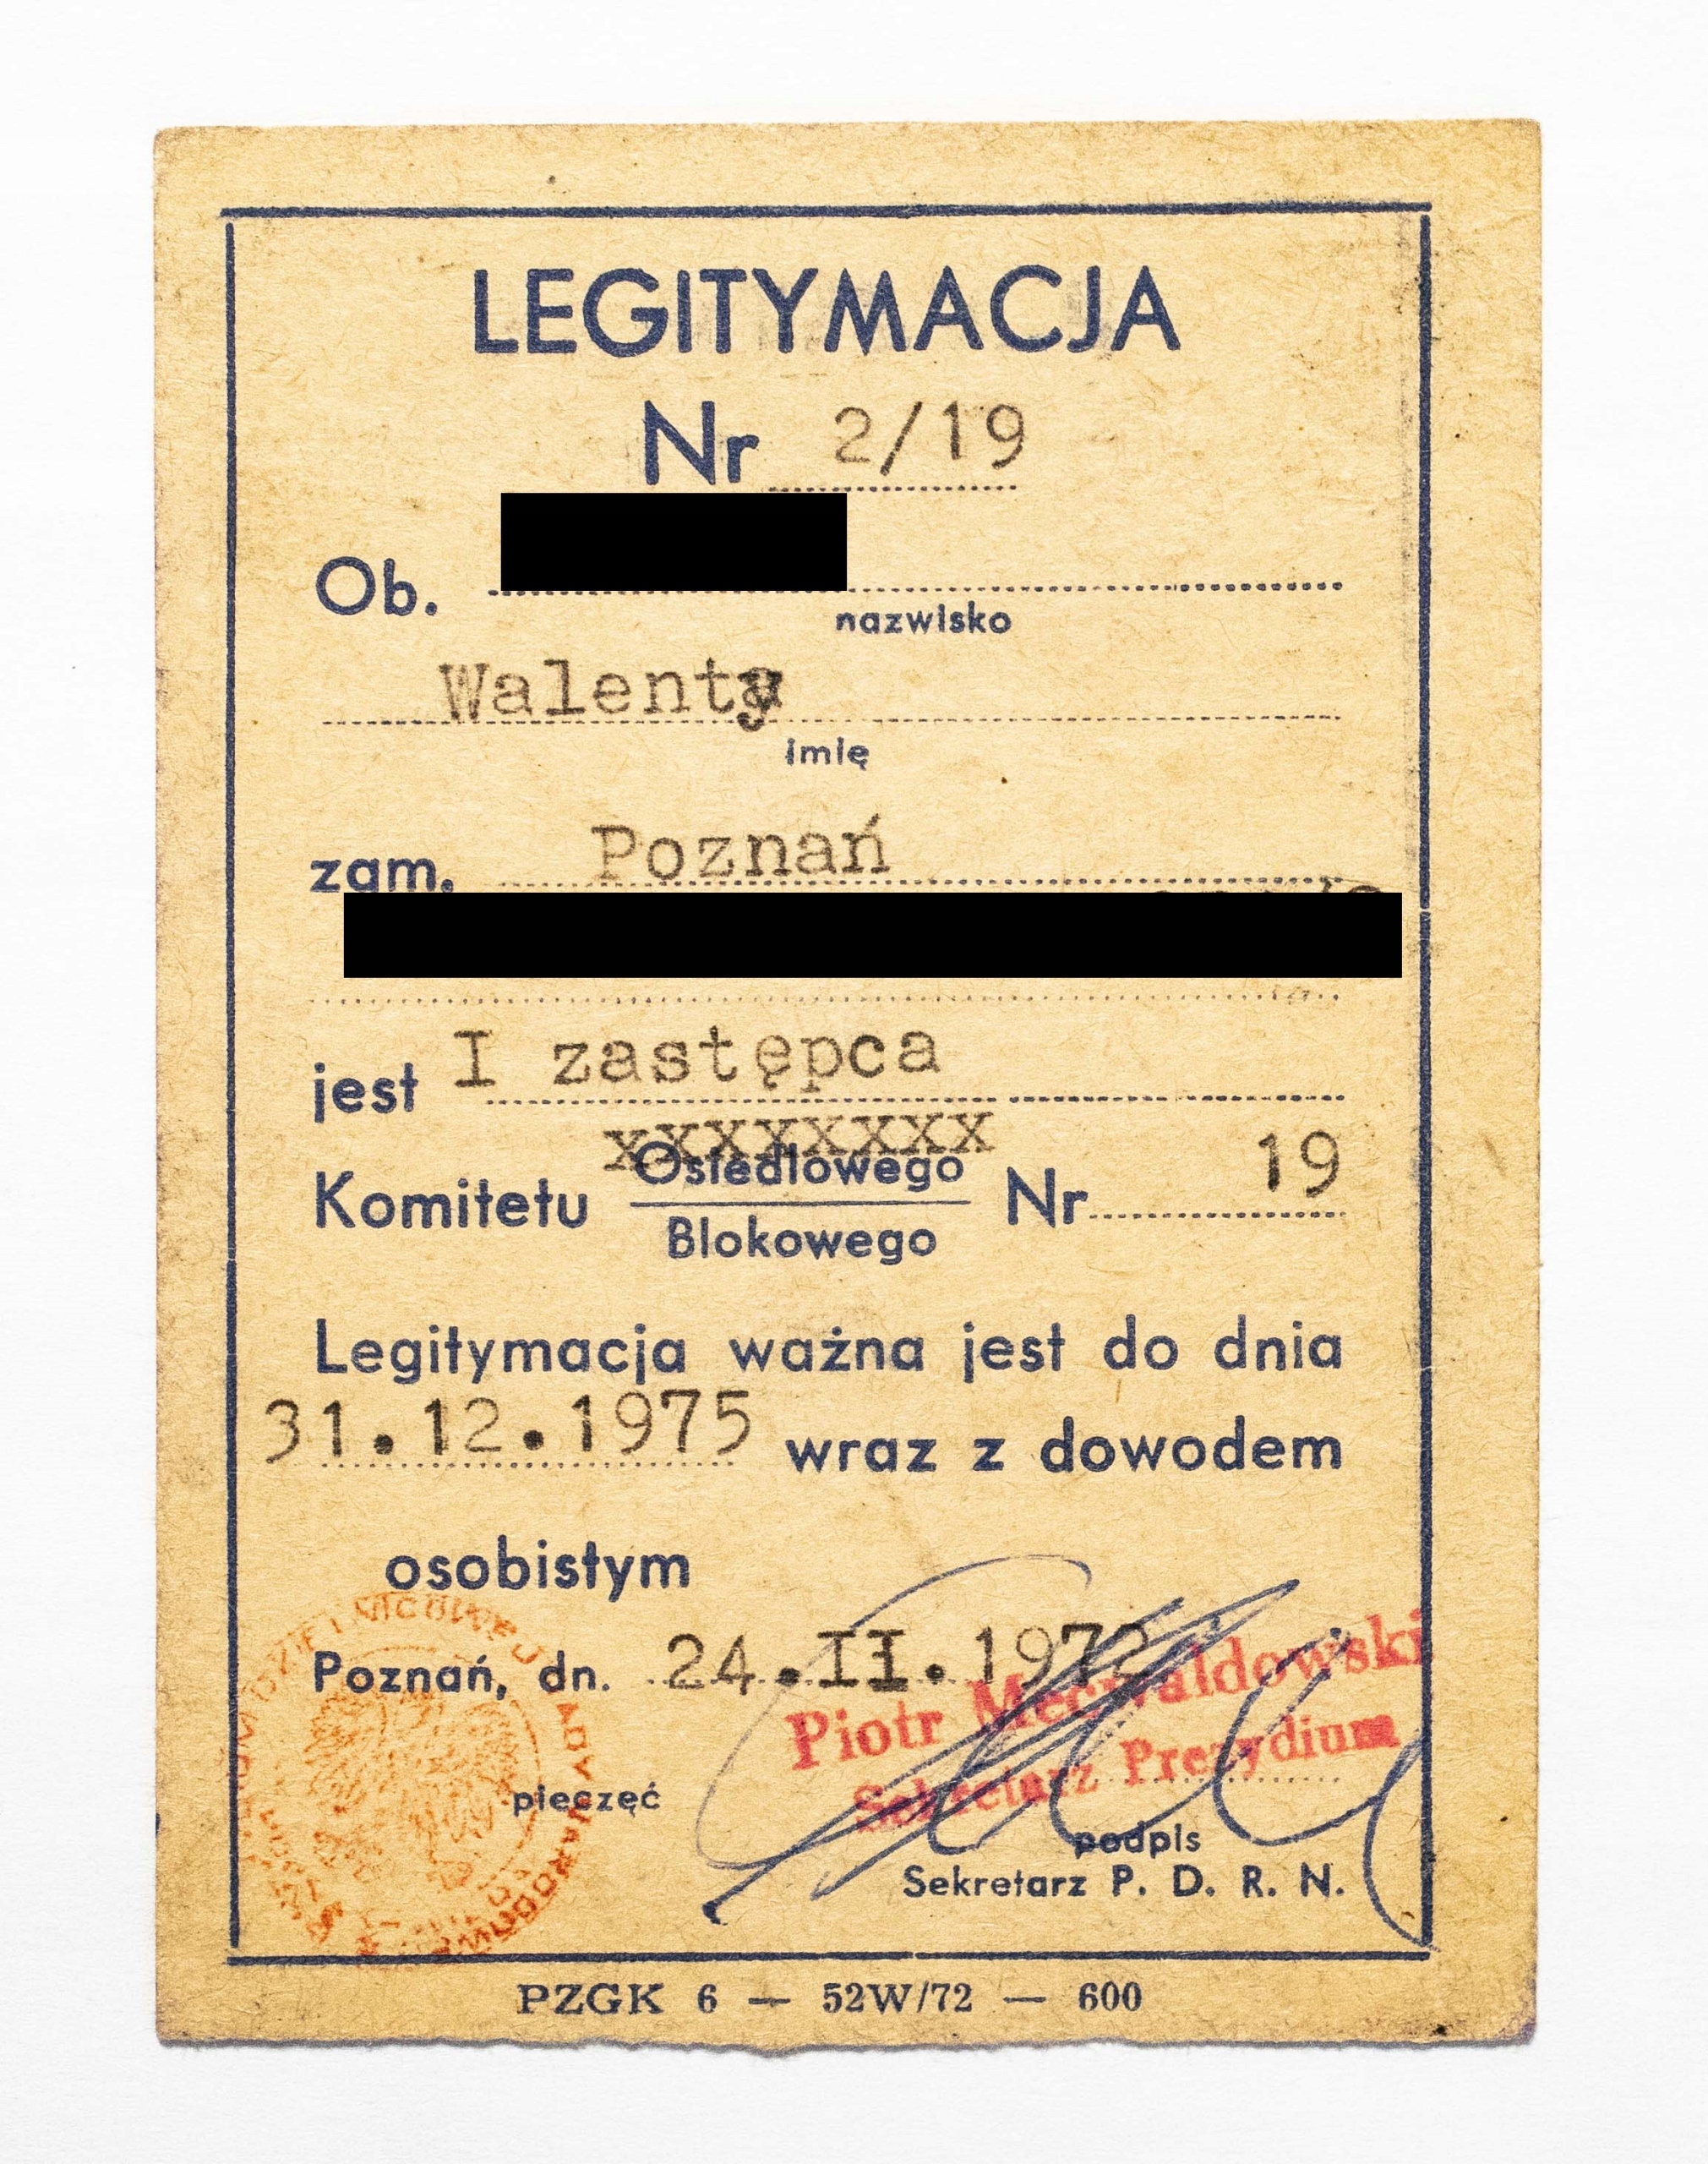 LEGITYMACJA
Nr 2/19
Ob.
nazwisko
Walenty
imię
zam. Poznań
jest I zastępca
xxxxxxxx
Komitetu Osiedlowego Nr 19
Blokowego
Legitymacja ważna jest do dnia
31.12.1975 wraz z dowodem
osobistym
Poznań, dn. 24.II.1972
Piotr
Sekretarz Prezydium
pieczęć
podpis
Sekretarz P. D. R. N.
PZGK 6 — 52W/72 — 600